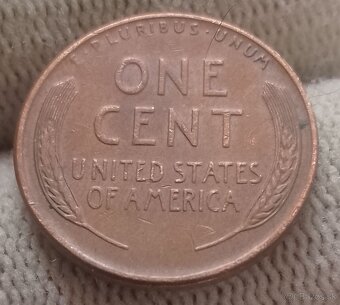 E·PLURIBUS·UNUM
ONE
CENT
UNITED STATES
OF AMERICA